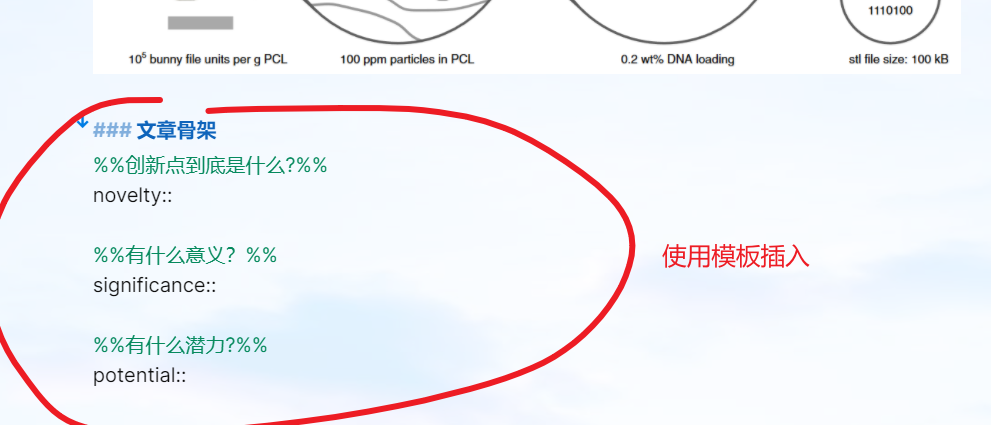 1110100
10⁵ bunny file units per g PCL
100 ppm particles in PCL
0.2 wt% DNA loading
stl file size: 100 kB
### 文章骨架
%%创新点到底是什么?%%
novelty::
%%有什么意义？%%
significance::
使用模板插入
%%有什么潜力?%%
potential::